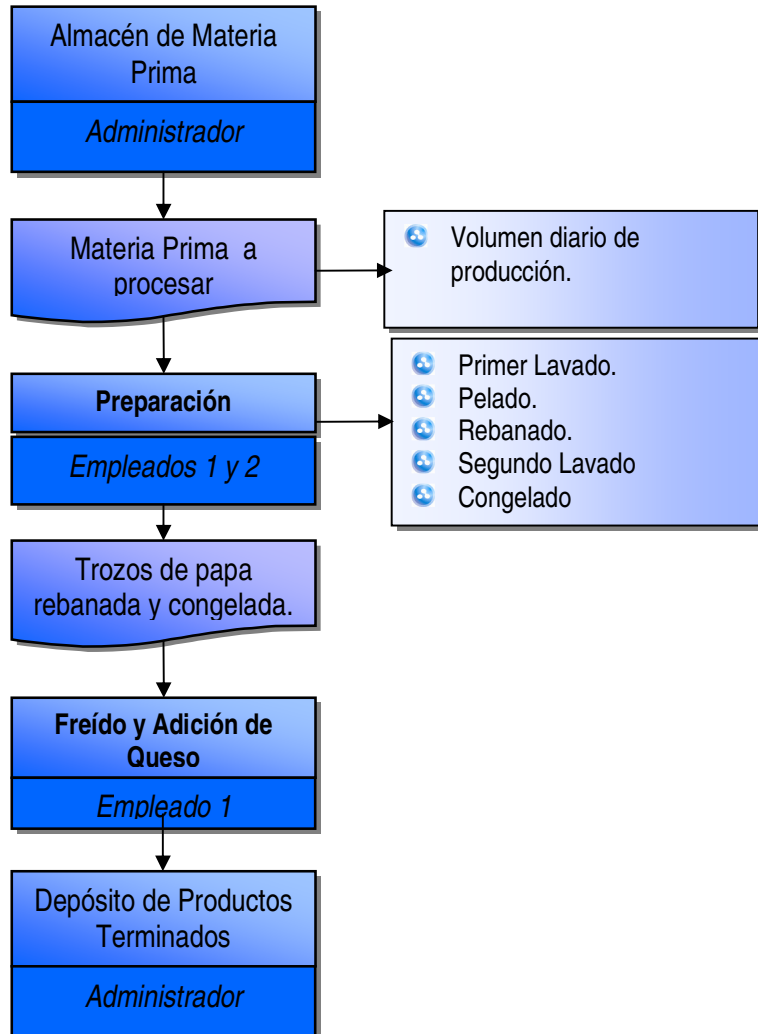 Almacén de Materia
Prima
Administrador
Materia Prima a
procesar
Volumen diario de
producción.
Preparación
Empleados 1 y 2
Primer Lavado.
Pelado.
Rebanado.
Segundo Lavado
Congelado
Trozos de papa
rebanada y congelada.
Freído y Adición de
Queso
Empleado 1
Depósito de Productos
Terminados
Administrador